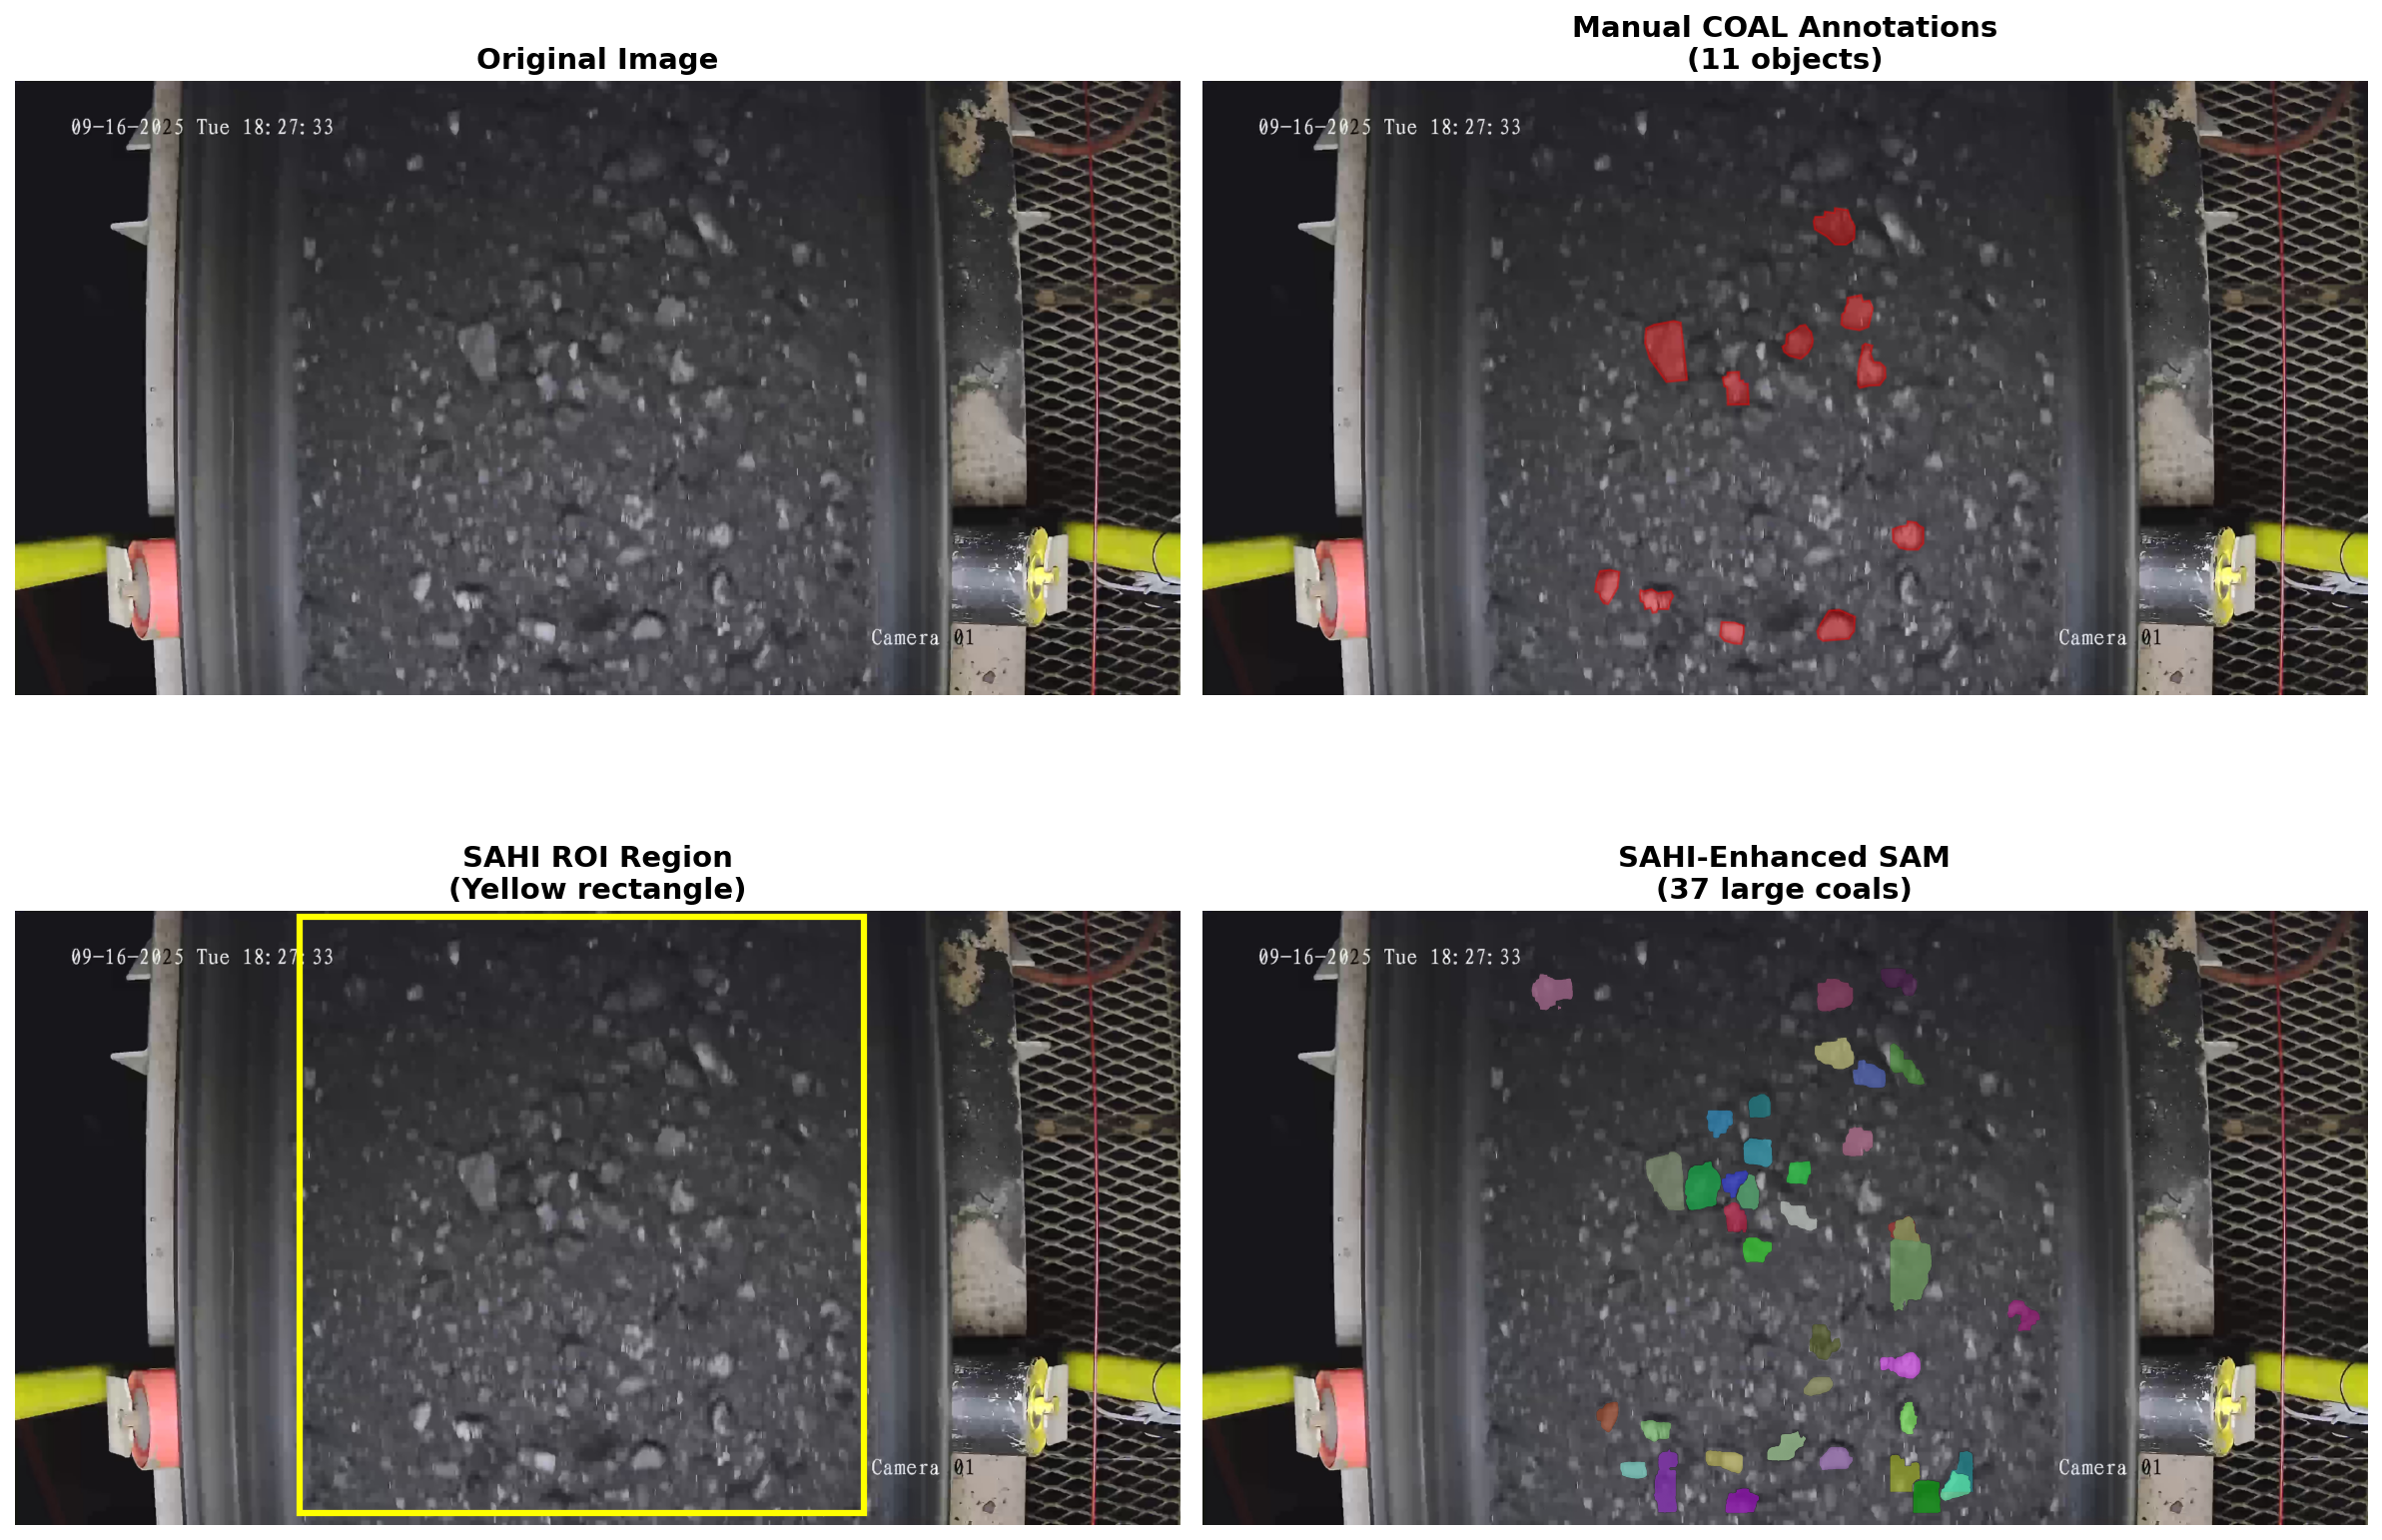 Original Image
09-16-2025 Tue 18:27:33
Camera 01
Manual COAL Annotations
(11 objects)
09-16-2025 Tue 18:27:33
Camera 01
SAHI ROI Region
(Yellow rectangle)
09-16-2025 Tue 18:27:33
Camera 01
SAHI-Enhanced SAM
(37 large coals)
09-16-2025 Tue 18:27:33
Camera 01